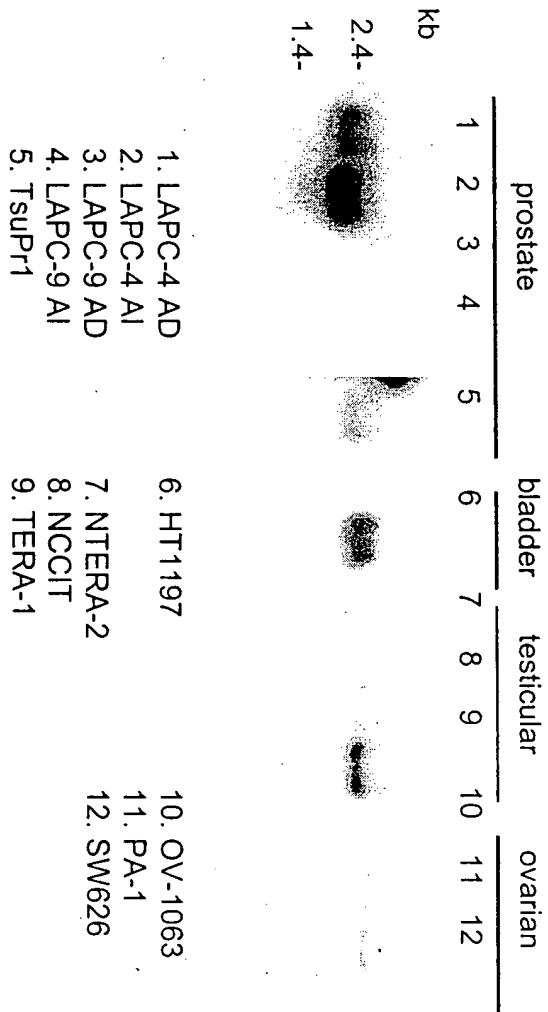 prostate bladder testicular ovarian
kb 1 2 3 4 5 6 7 8 9 10 11 12
2.4-
1.4-
1. LAPC-4 AD
2. LAPC-4 AI
3. LAPC-9 AD
4. LAPC-9 AI
5. TsuPr1
6. HT1197
7. NTERA-2
8. NCCIT
9. TERA-1
10. OV-1063
11. PA-1
12. SW626